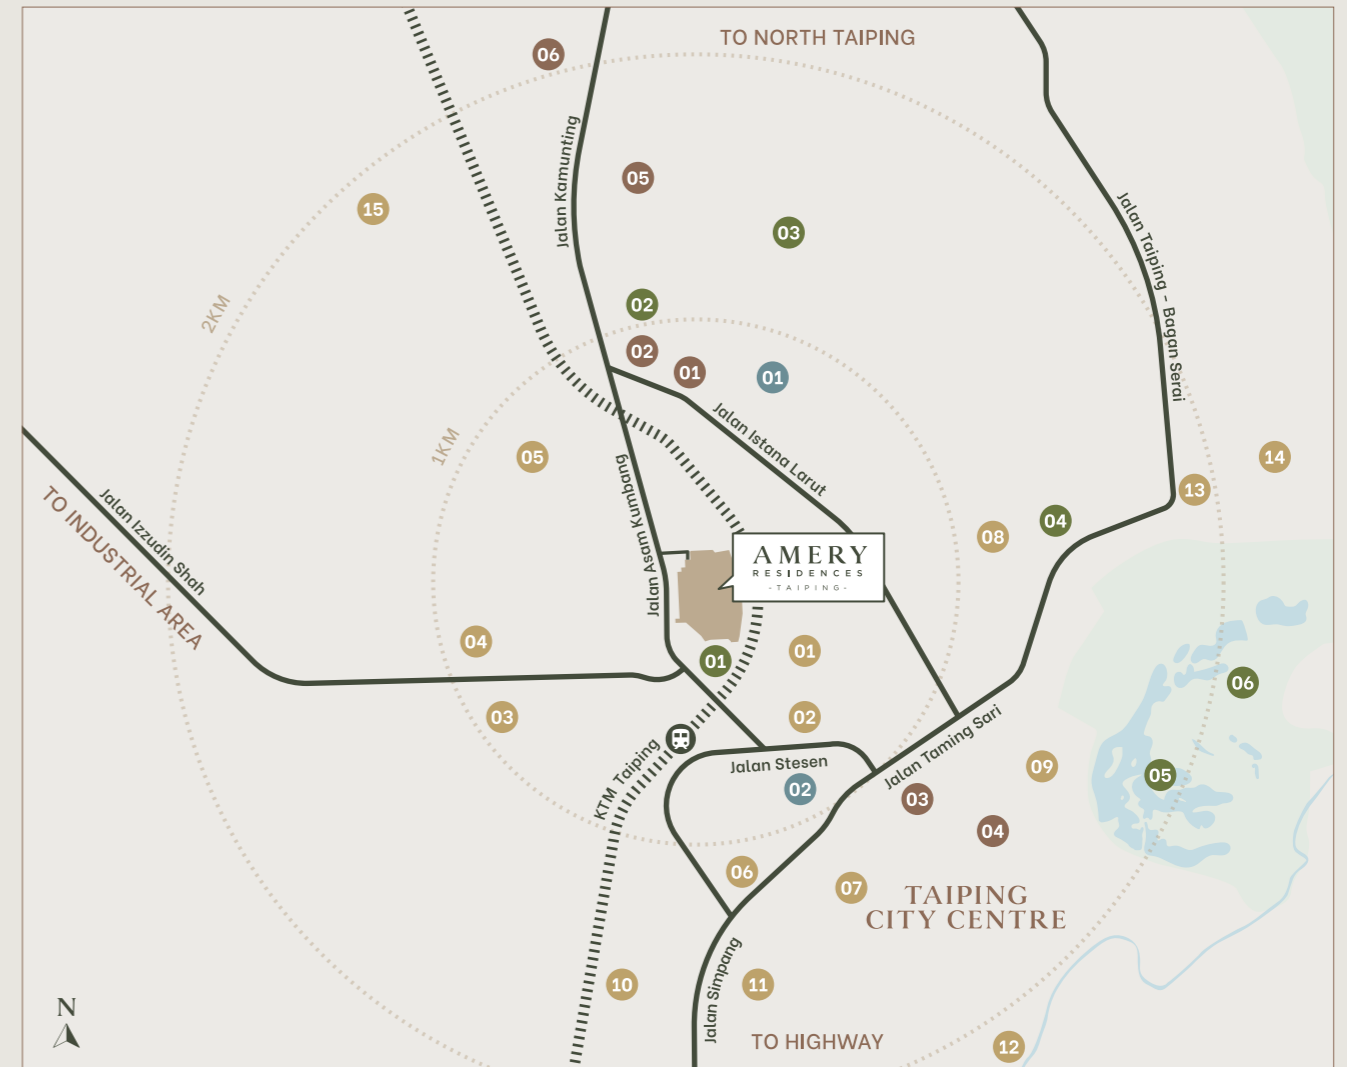 TO NORTH TAIPING
06
Jalan Kamunting
05
15
03
Jalan Taiping - Bagan Serai
2KM
02
02
01
01
1KM
05
Jalan Istana Larut
14
13
Jalan Asam Kumbang
04
08
Jalan Izzudin Shah
TO INDUSTRIAL AREA
AMERY
RESIDENCES
- TAIPING -
04
01
01
06
03
02
KTM Taiping
Jalan Stesen
Jalan Taming Sari
02
09
05
03
04
06
07
TAIPING
CITY CENTRE
10
11
Jalan Simpang
N
TO HIGHWAY
12